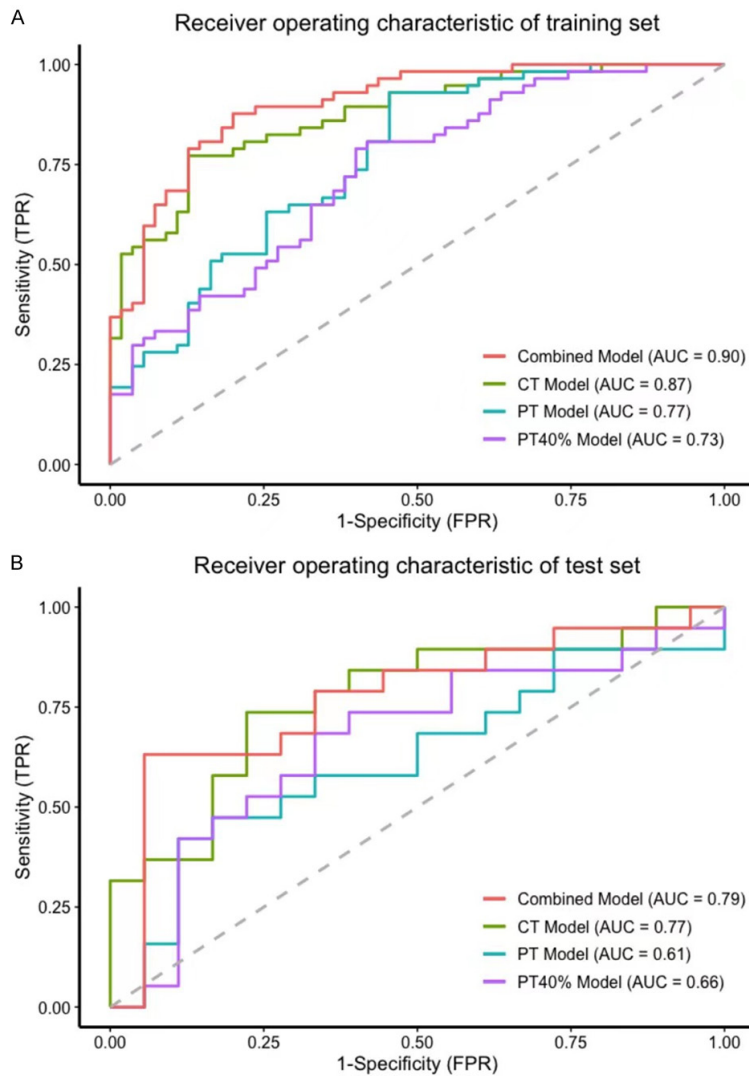 A
Receiver operating characteristic of training set
1.00
0.75
0.50
0.25
0.00
Sensitivity (TPR)
Combined Model (AUC = 0.90)
CT Model (AUC = 0.87)
PT Model (AUC = 0.77)
PT40% Model (AUC = 0.73)
0.00 0.25 0.50 0.75 1.00
1-Specificity (FPR)
B
Receiver operating characteristic of test set
1.00
0.75
0.50
0.25
0.00
Sensitivity (TPR)
Combined Model (AUC = 0.79)
CT Model (AUC = 0.77)
PT Model (AUC = 0.61)
PT40% Model (AUC = 0.66)
0.00 0.25 0.50 0.75 1.00
1-Specificity (FPR)